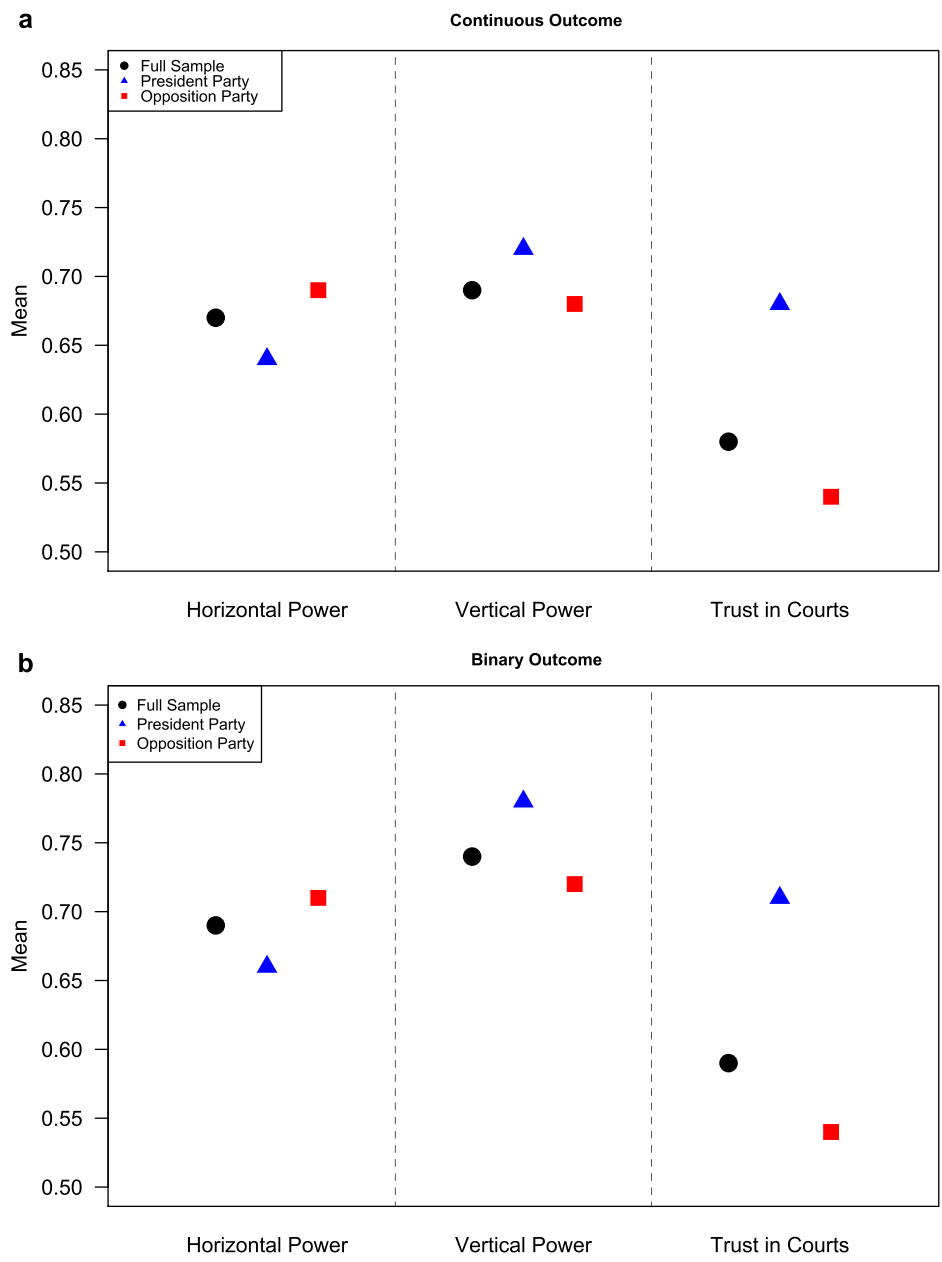 a
Continuous Outcome
Full Sample
President Party
Opposition Party
0.85
0.80
0.75
0.70
0.65
0.60
0.55
0.50
Mean
Horizontal Power
Vertical Power
Trust in Courts
b
Binary Outcome
Full Sample
President Party
Opposition Party
0.85
0.80
0.75
0.70
0.65
0.60
0.55
0.50
Mean
Horizontal Power
Vertical Power
Trust in Courts